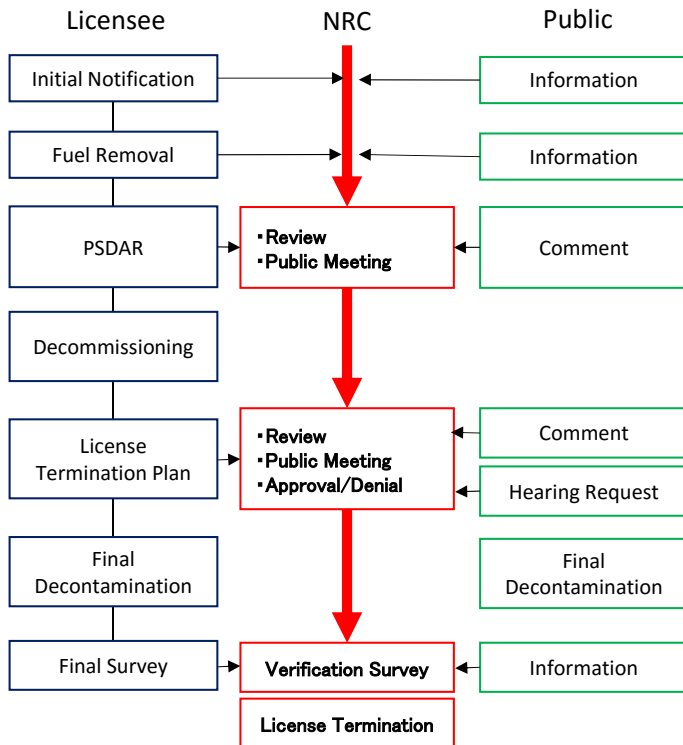 Licensee
NRC
Public
Initial Notification
Information
Fuel Removal
Information
PSDAR
・Review
・Public Meeting
Comment
Decommissioning
License
Termination Plan
・Review
・Public Meeting
・Approval/Denial
Comment
Hearing Request
Final
Decontamination
Final
Decontamination
Final Survey
Verification Survey
Information
License Termination